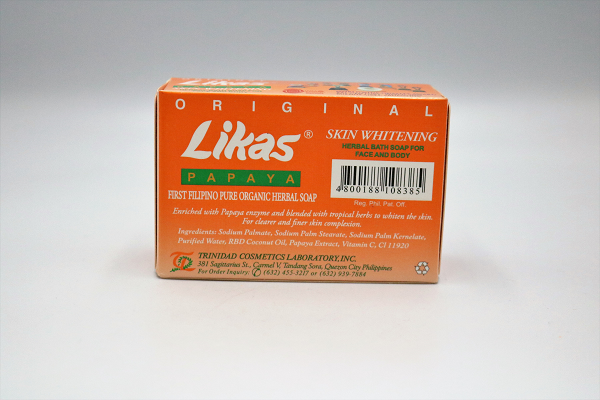 ORIGINAL
Likas®
PAPAYA
FIRST FILIPINO PURE ORGANIC HERBAL SOAP
SKIN WHITENING
HERBAL BATH SOAP FOR
FACE AND BODY
4800188108385
Reg. Phil. Pat. Off.
Enriched with Papaya enzyme and blended with tropical herbs to whiten the skin.
For clearer and finer skin complexion.
Ingredients: Sodium Palmate, Sodium Palm Stearate, Sodium Palm Kernelate,
Purified Water, RBD Coconut Oil, Papaya Extract, Vitamin C, CI 11920
TRINIDAD COSMETICS LABORATORY, INC.
381 Sagittarius St., Carmel V, Tandang Sora, Quezon City Philippines
For Order Inquiry: (632) 455-3217 or (632) 939-7884